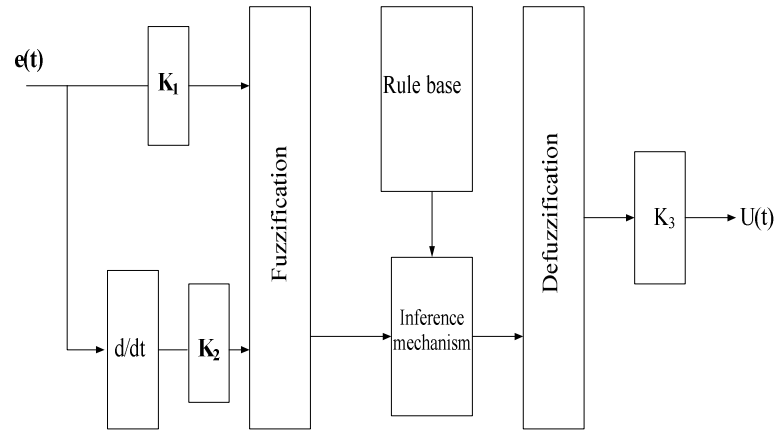 e(t)
K₁
Fuzzification
Rule base
Defuzzification
K₃
U(t)
Inference
mechanism
d/dt
K₂